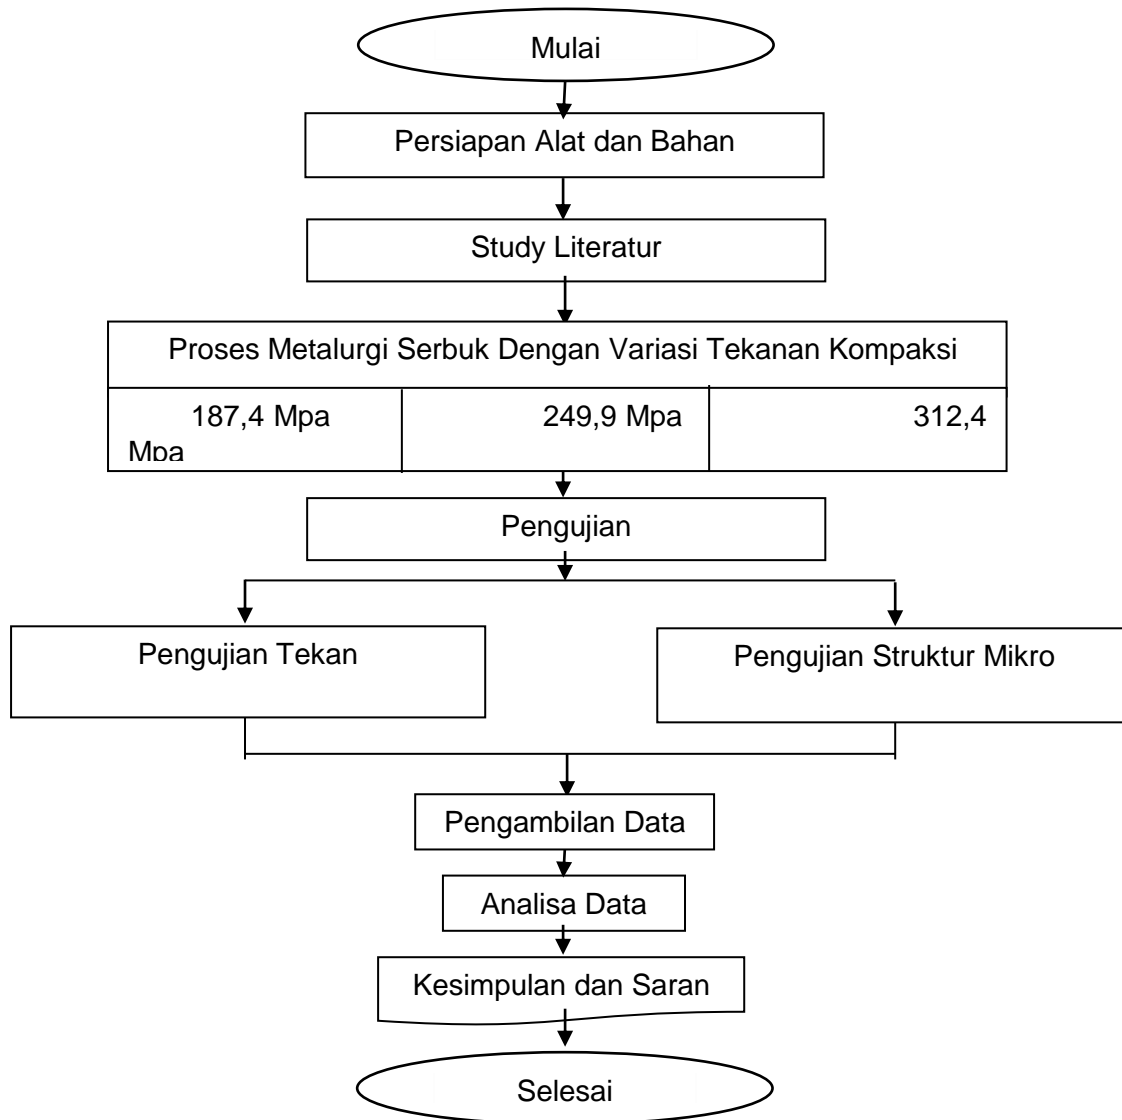 Mulai
Persiapan Alat dan Bahan
Study Literatur
Proses Metalurgi Serbuk Dengan Variasi Tekanan Kompaksi
187,4 Mpa 249,9 Mpa 312,4
Mpa
Pengujian
Pengujian Tekan
Pengujian Struktur Mikro
Pengambilan Data
Analisa Data
Kesimpulan dan Saran
Selesai